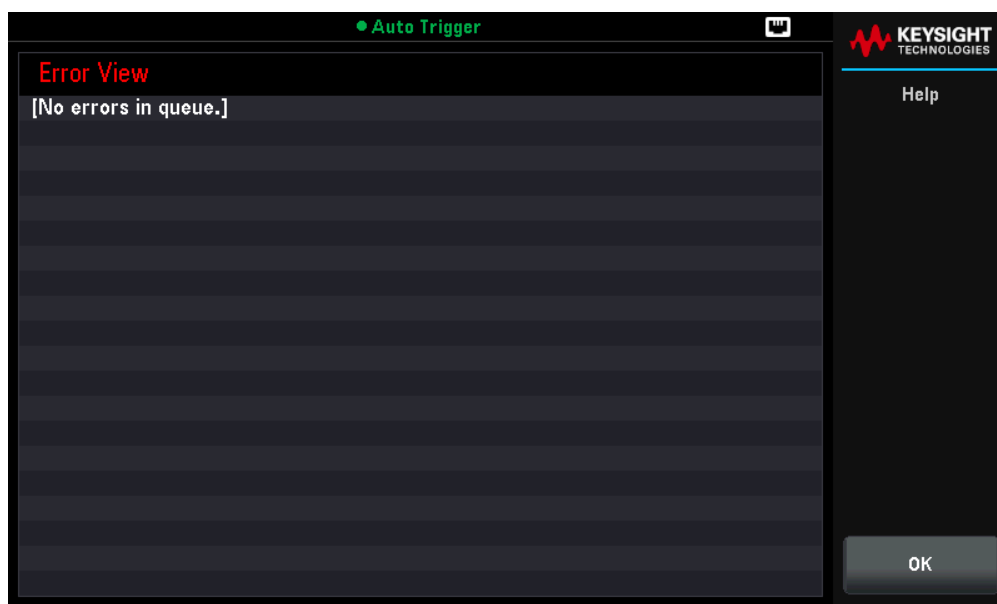 Auto Trigger
KEYSIGHT
TECHNOLOGIES
Error View
Help
[No errors in queue.]
OK